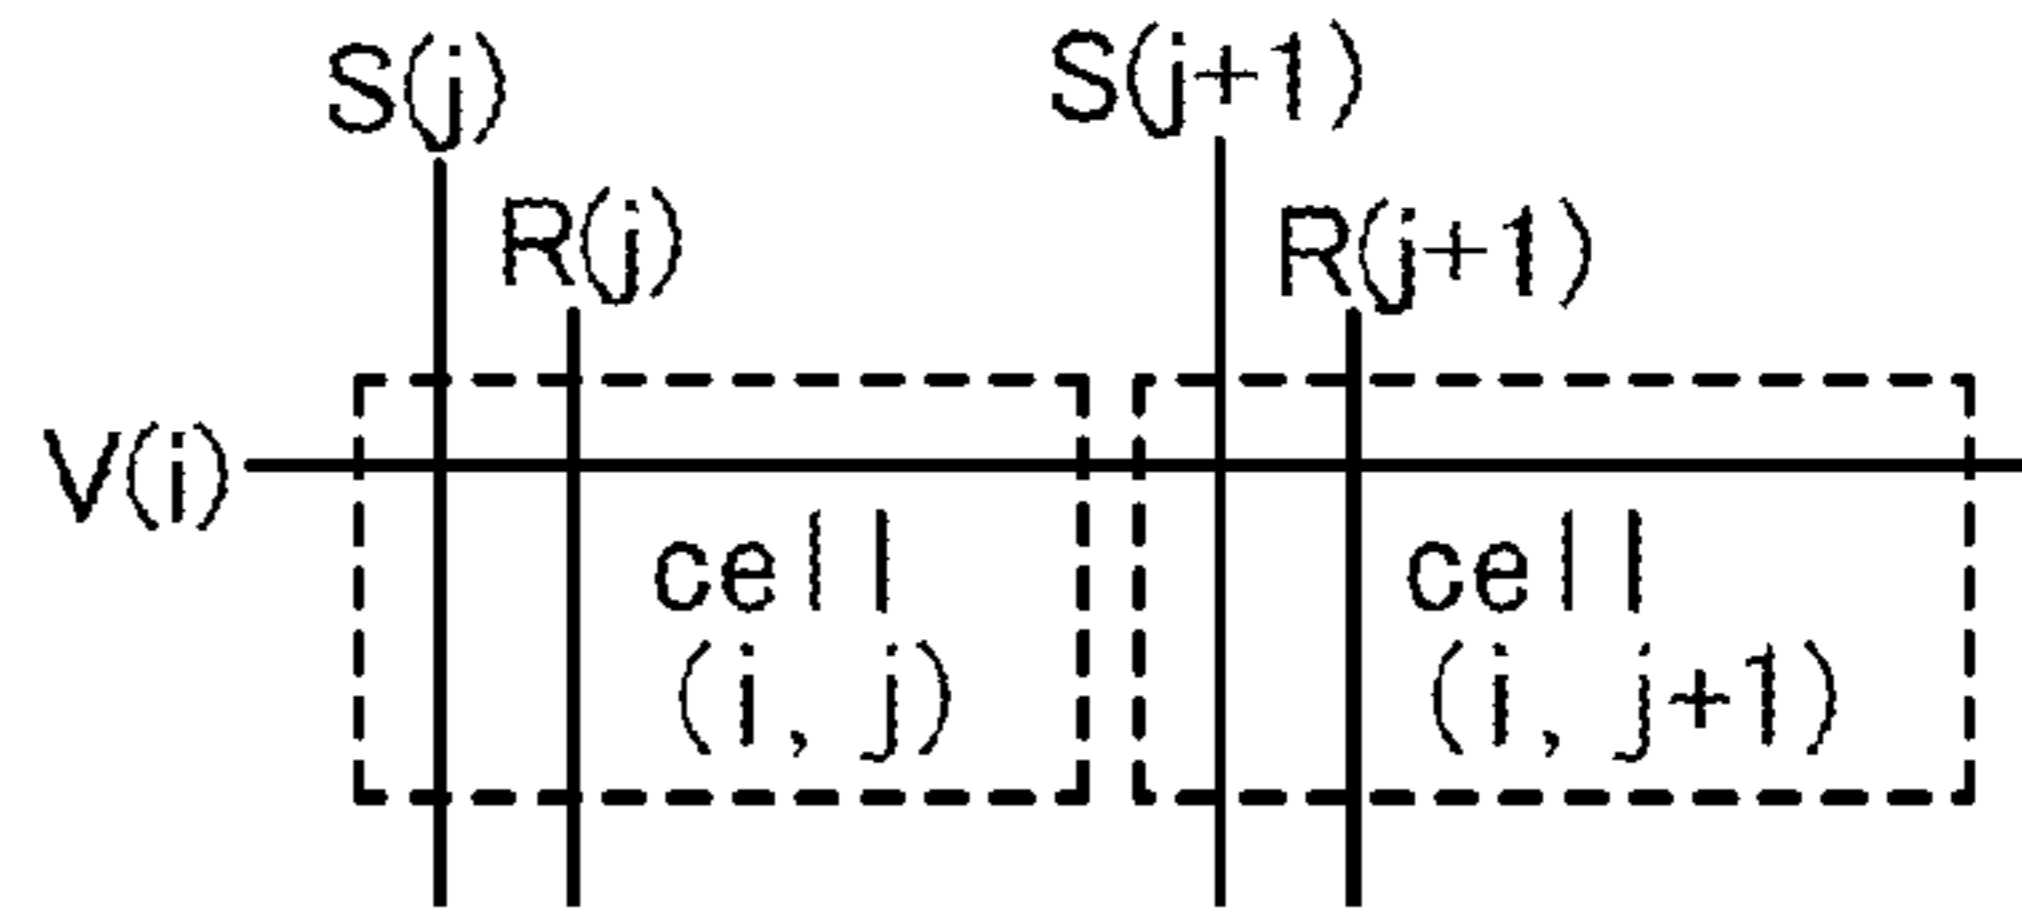 S(j)
S(j+1)
R(j)
R(j+1)
V(i)
cell
(i, j)
cell
(i, j+1)